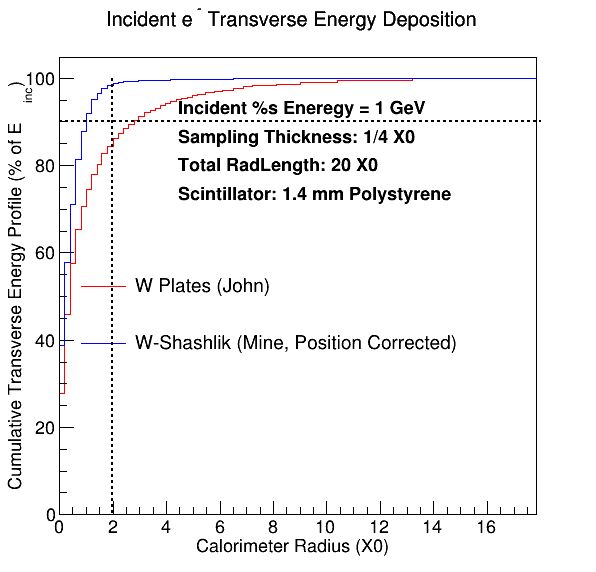 Incident e- Transverse Energy Deposition
Cumulative Transverse Energy Profile (% of E inc)
100
80
60
40
20
0
Incident %s Eneregy = 1 GeV
Sampling Thickness: 1/4 X0
Total RadLength: 20 X0
Scintillator: 1.4 mm Polystyrene
W Plates (John)
W-Shashlik (Mine, Position Corrected)
0 2 4 6 8 10 12 14 16
Calorimeter Radius (X0)